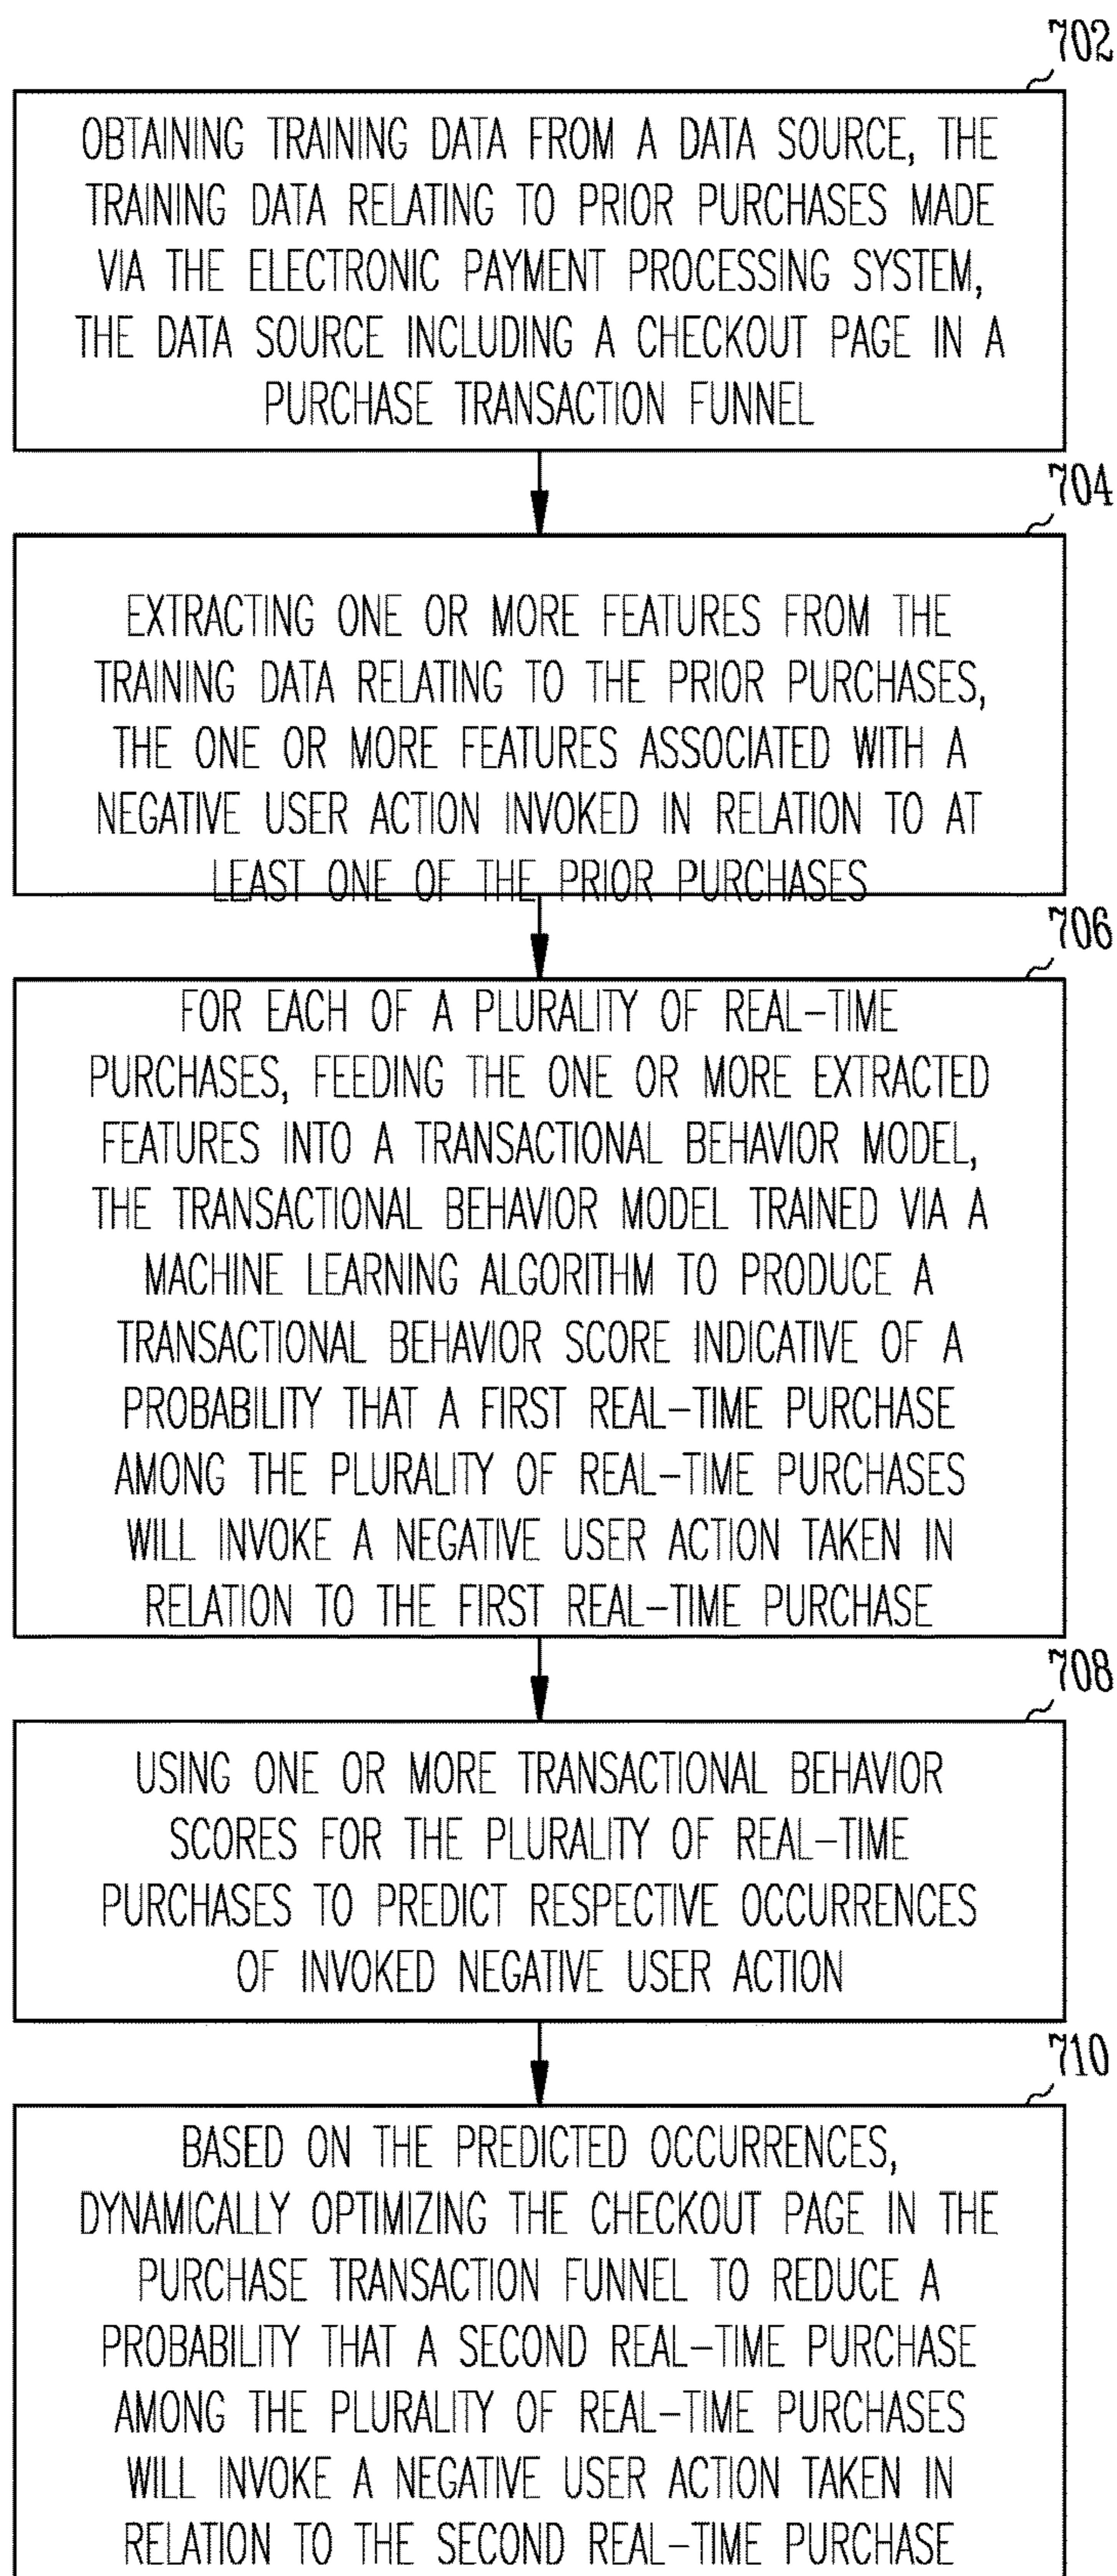 702
OBTAINING TRAINING DATA FROM A DATA SOURCE, THE
TRAINING DATA RELATING TO PRIOR PURCHASES MADE
VIA THE ELECTRONIC PAYMENT PROCESSING SYSTEM,
THE DATA SOURCE INCLUDING A CHECKOUT PAGE IN A
PURCHASE TRANSACTION FUNNEL
704
EXTRACTING ONE OR MORE FEATURES FROM THE
TRAINING DATA RELATING TO THE PRIOR PURCHASES,
THE ONE OR MORE FEATURES ASSOCIATED WITH A
NEGATIVE USER ACTION INVOKED IN RELATION TO AT
LEAST ONE OF THE PRIOR PURCHASES
706
FOR EACH OF A PLURALITY OF REAL-TIME
PURCHASES, FEEDING THE ONE OR MORE EXTRACTED
FEATURES INTO A TRANSACTIONAL BEHAVIOR MODEL,
THE TRANSACTIONAL BEHAVIOR MODEL TRAINED VIA A
MACHINE LEARNING ALGORITHM TO PRODUCE A
TRANSACTIONAL BEHAVIOR SCORE INDICATIVE OF A
PROBABILITY THAT A FIRST REAL-TIME PURCHASE
AMONG THE PLURALITY OF REAL-TIME PURCHASES
WILL INVOKE A NEGATIVE USER ACTION TAKEN IN
RELATION TO THE FIRST REAL-TIME PURCHASE
708
USING ONE OR MORE TRANSACTIONAL BEHAVIOR
SCORES FOR THE PLURALITY OF REAL-TIME
PURCHASES TO PREDICT RESPECTIVE OCCURRENCES
OF INVOKED NEGATIVE USER ACTION
710
BASED ON THE PREDICTED OCCURRENCES,
DYNAMICALLY OPTIMIZING THE CHECKOUT PAGE IN THE
PURCHASE TRANSACTION FUNNEL TO REDUCE A
PROBABILITY THAT A SECOND REAL-TIME PURCHASE
AMONG THE PLURALITY OF REAL-TIME PURCHASES
WILL INVOKE A NEGATIVE USER ACTION TAKEN IN
RELATION TO THE SECOND REAL-TIME PURCHASE